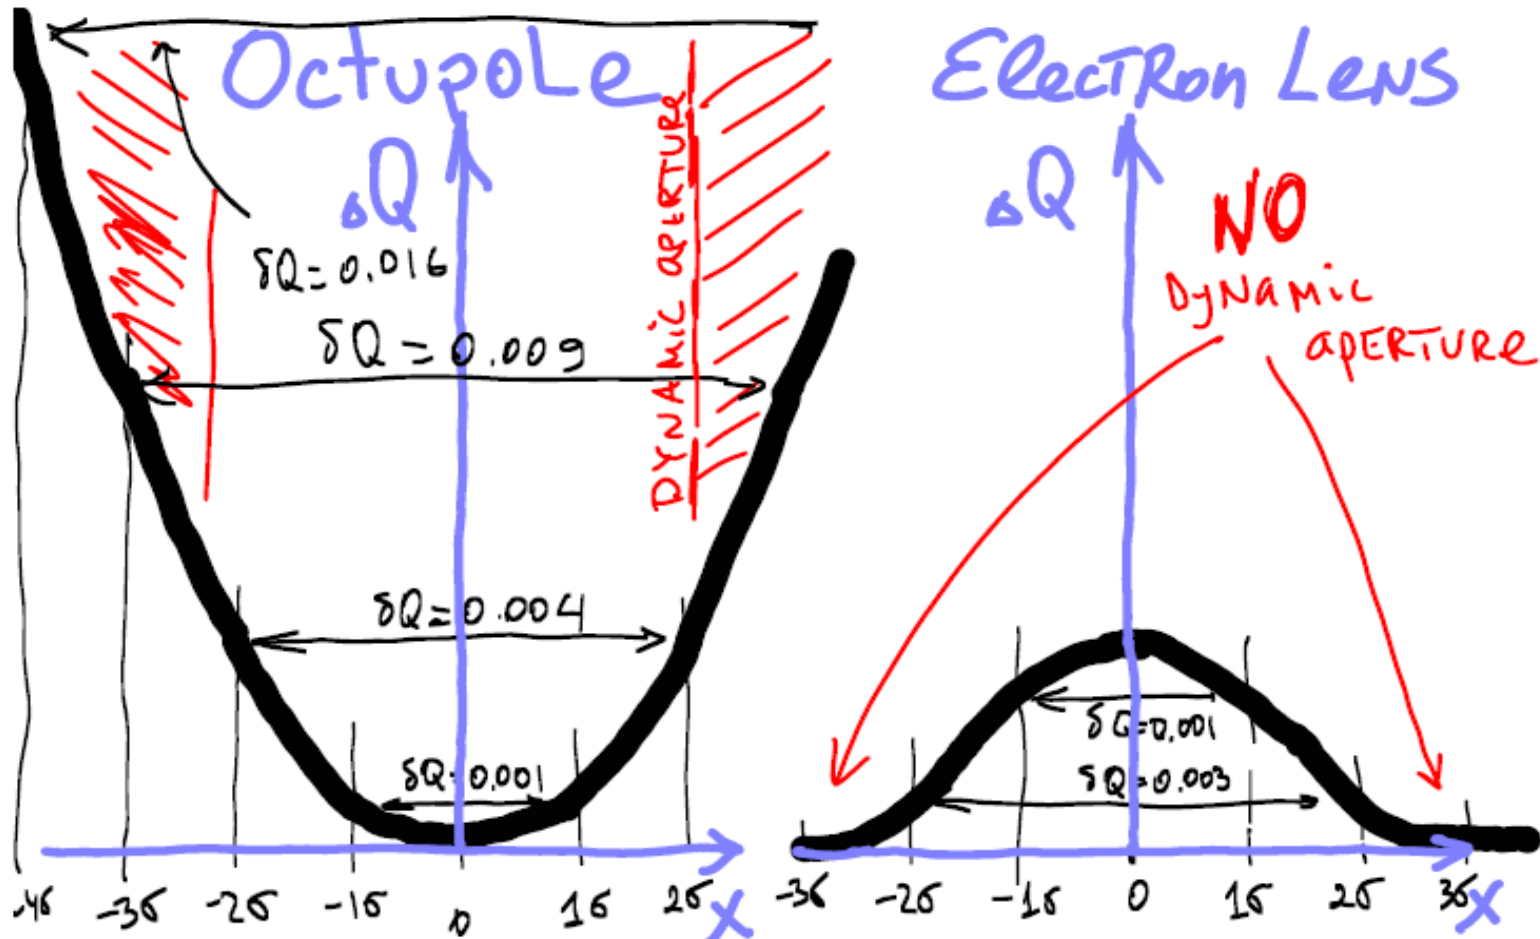 Octupole
ΔQ
δQ=0.016
δQ=0.009
δQ=0.004
δQ=0.001
DYNAMIC APERTURE
-4σ -3σ -2σ -1σ 0 1σ 2σ X
Electron Lens
ΔQ
NO
DYNAMIC
APERTURE
δQ=0.001
δQ=0.003
-3σ -2σ -1σ 0 1σ 2σ 3σ X